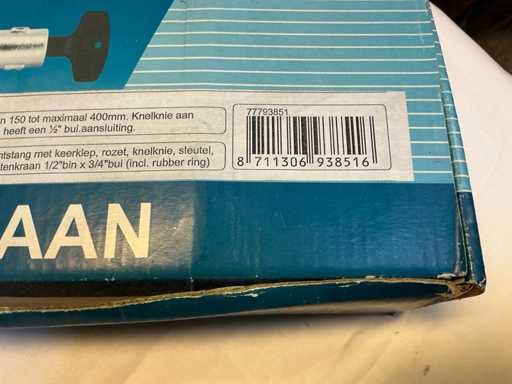 n 150 tot maximaal 400mm. Knelknie aan
heeft een ½" bui.aansluiting.
ntstang met keerklep, rozet, knelknie, sleutel,
tenkraan 1/2"bin x 3/4"bui (incl. rubber ring)
77793851
8 711306 938516
AAN